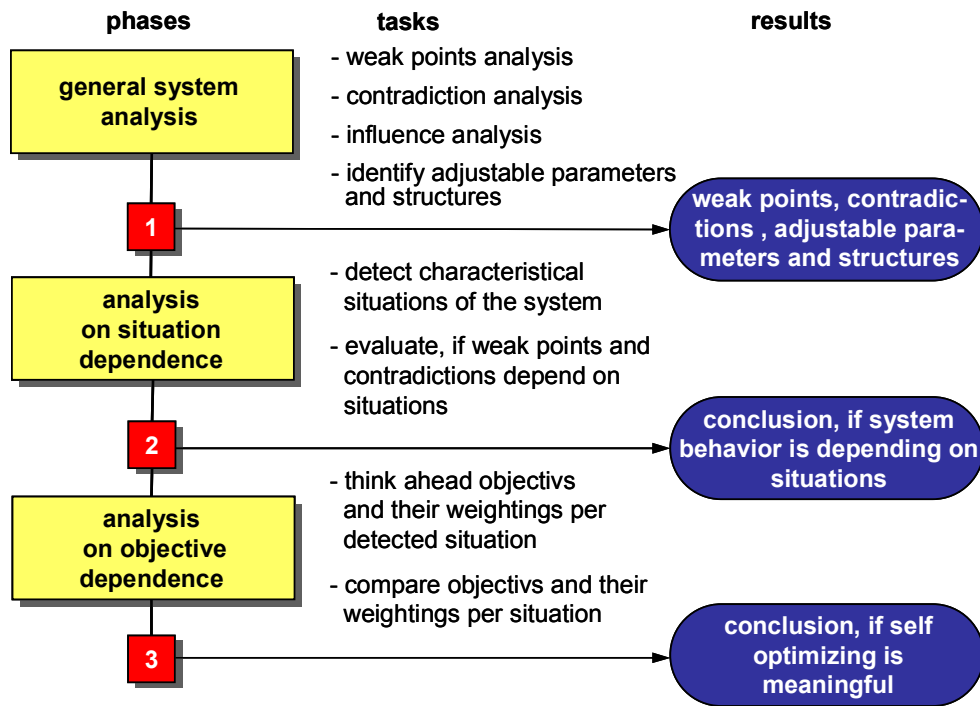 phases
tasks
results
general system
analysis
- weak points analysis
- contradiction analysis
- influence analysis
- identify adjustable parameters
and structures
1
weak points, contradic-
tions , adjustable para-
meters and structures
analysis
on situation
dependence
- detect characteristical
situations of the system
- evaluate, if weak points and
contradictions depend on
situations
2
conclusion, if system
behavior is depending on
situations
analysis
on objective
dependence
- think ahead objectivs
and their weightings per
detected situation
- compare objectivs and their
weightings per situation
3
conclusion, if self
optimizing is
meaningful